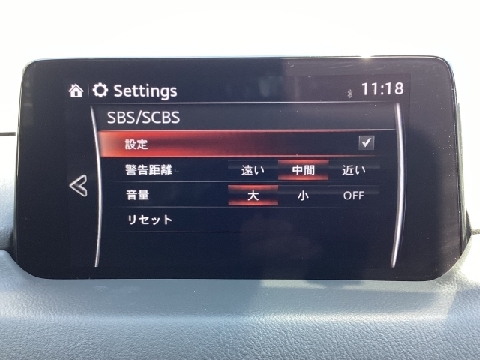 Settings 11:18
SBS/SCBS
設定
警告距離 遠い 中間 近い
音量 大 小 OFF
リセット